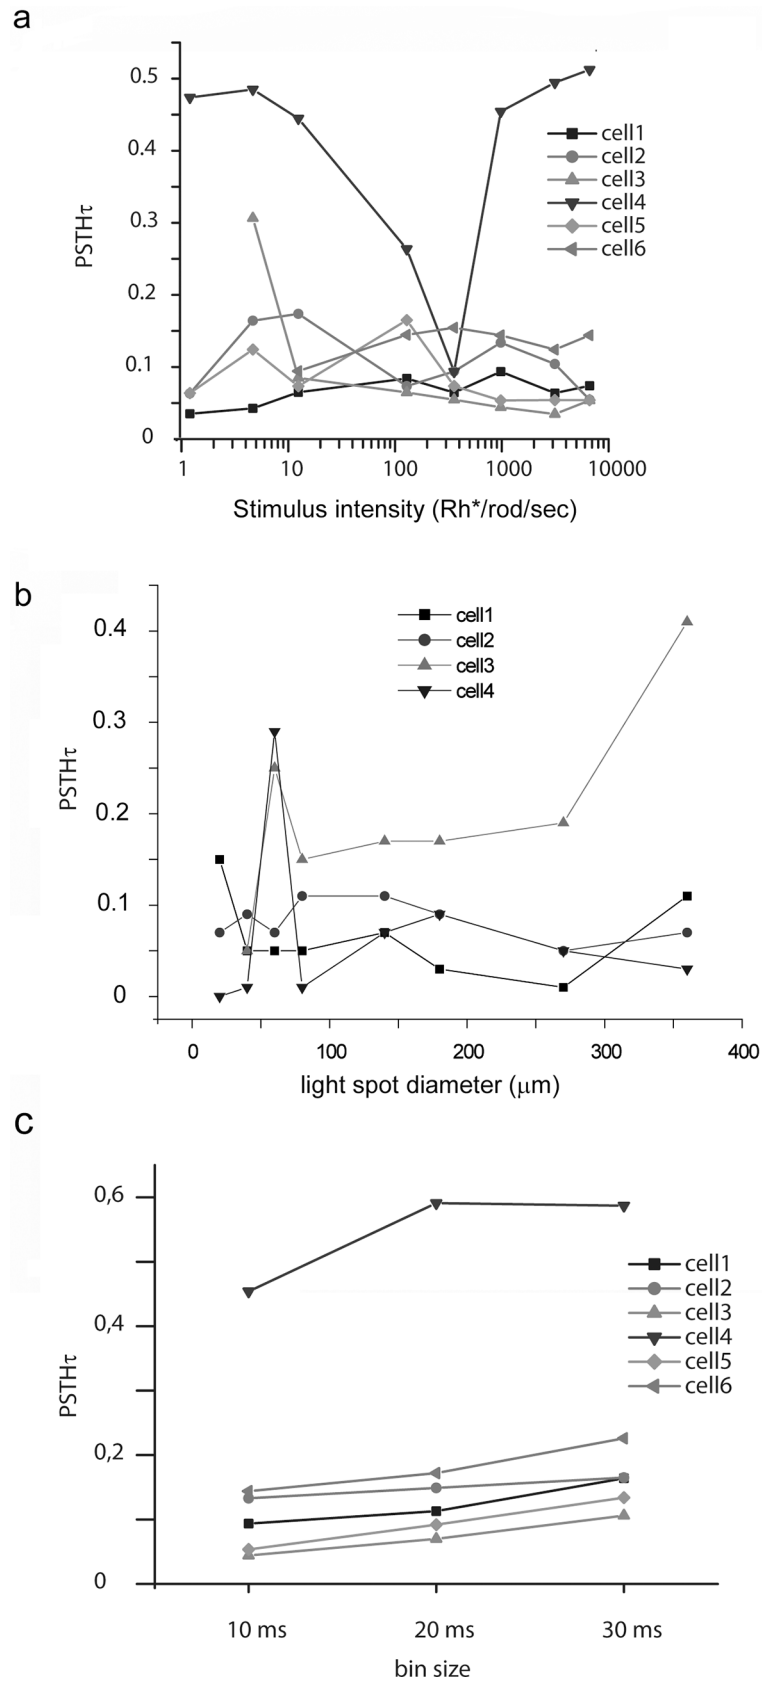 a
0.5
0.4
0.3
0.2
0.1
0
PSTHτ
cell1
cell2
cell3
cell4
cell5
cell6
1 10 100 1000 10000
Stimulus intensity (Rh*/rod/sec)
b
0.4
0.3
0.2
0.1
0
PSTHτ
cell1
cell2
cell3
cell4
0 100 200 300 400
light spot diameter (μm)
c
0,6
0,4
0,2
0
PSTHτ
cell1
cell2
cell3
cell4
cell5
cell6
10 ms 20 ms 30 ms
bin size